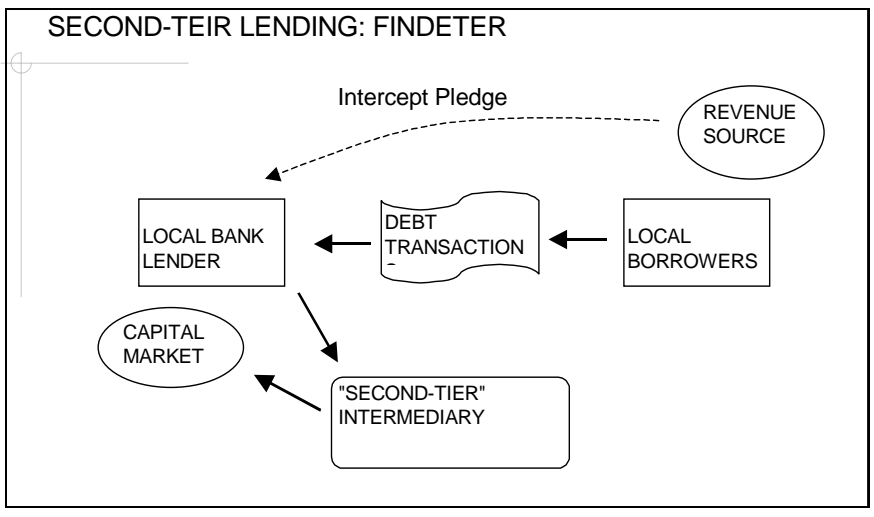 SECOND-TEIR LENDING: FINDETER
Intercept Pledge
REVENUE
SOURCE
LOCAL BANK
LENDER
DEBT
TRANSACTION
LOCAL
BORROWERS
CAPITAL
MARKET
"SECOND-TIER"
INTERMEDIARY